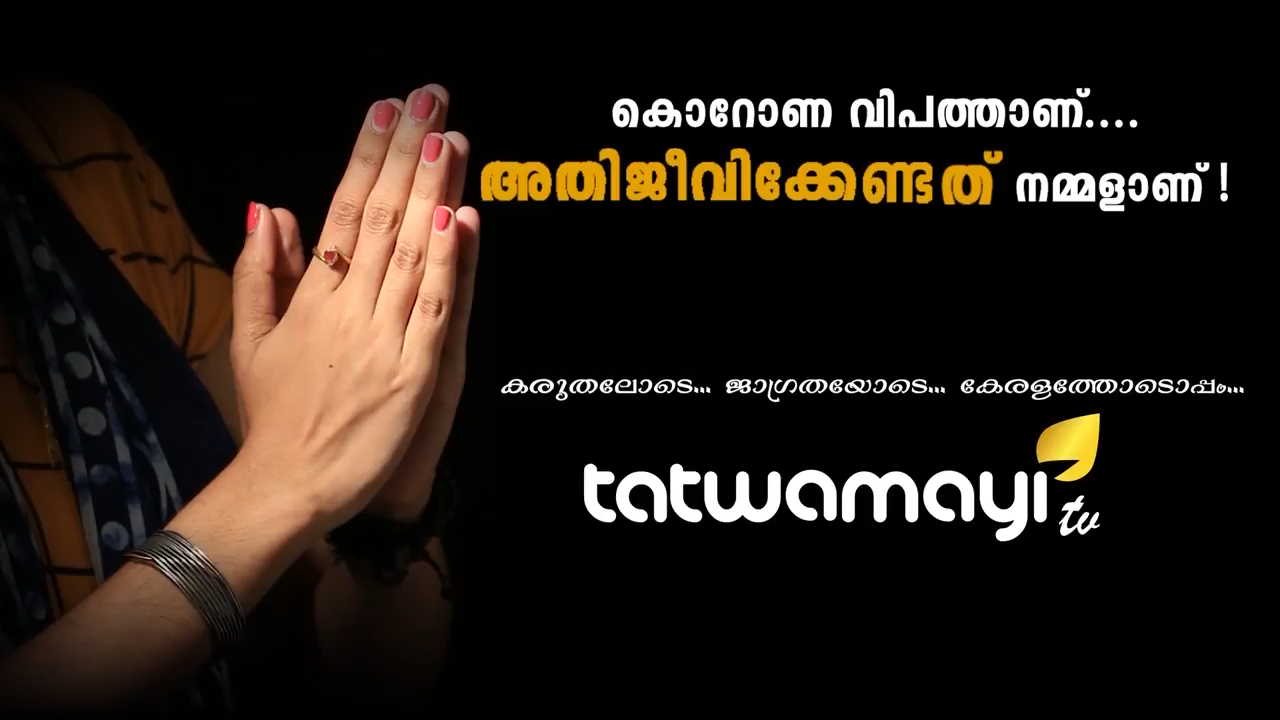 കൊറോണ വിപത്താണ്....
അതിജീവിക്കേണ്ടത് നമ്മളാണ് !
കരുതലോടെ... ജാഗ്രതയോടെ... കേരളത്തോടൊപ്പം...
tatwamayi
tv